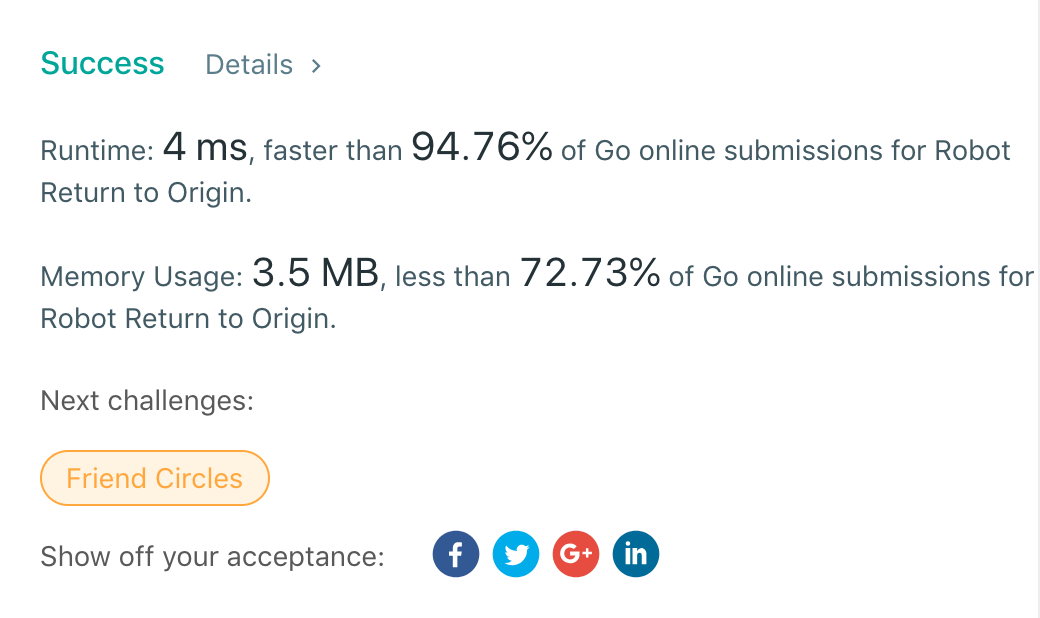 Success Details >
Runtime: 4 ms, faster than 94.76% of Go online submissions for Robot
Return to Origin.
Memory Usage: 3.5 MB, less than 72.73% of Go online submissions for
Robot Return to Origin.
Next challenges:
Friend Circles
Show off your acceptance: f G+ in